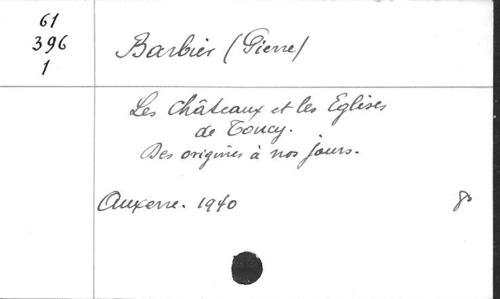 61
396
1
Barbier (Pierre)
Les Châteaux et les Eglises
de Toucy.
Des origines à nos jours.
Auxerre. 1940
8°